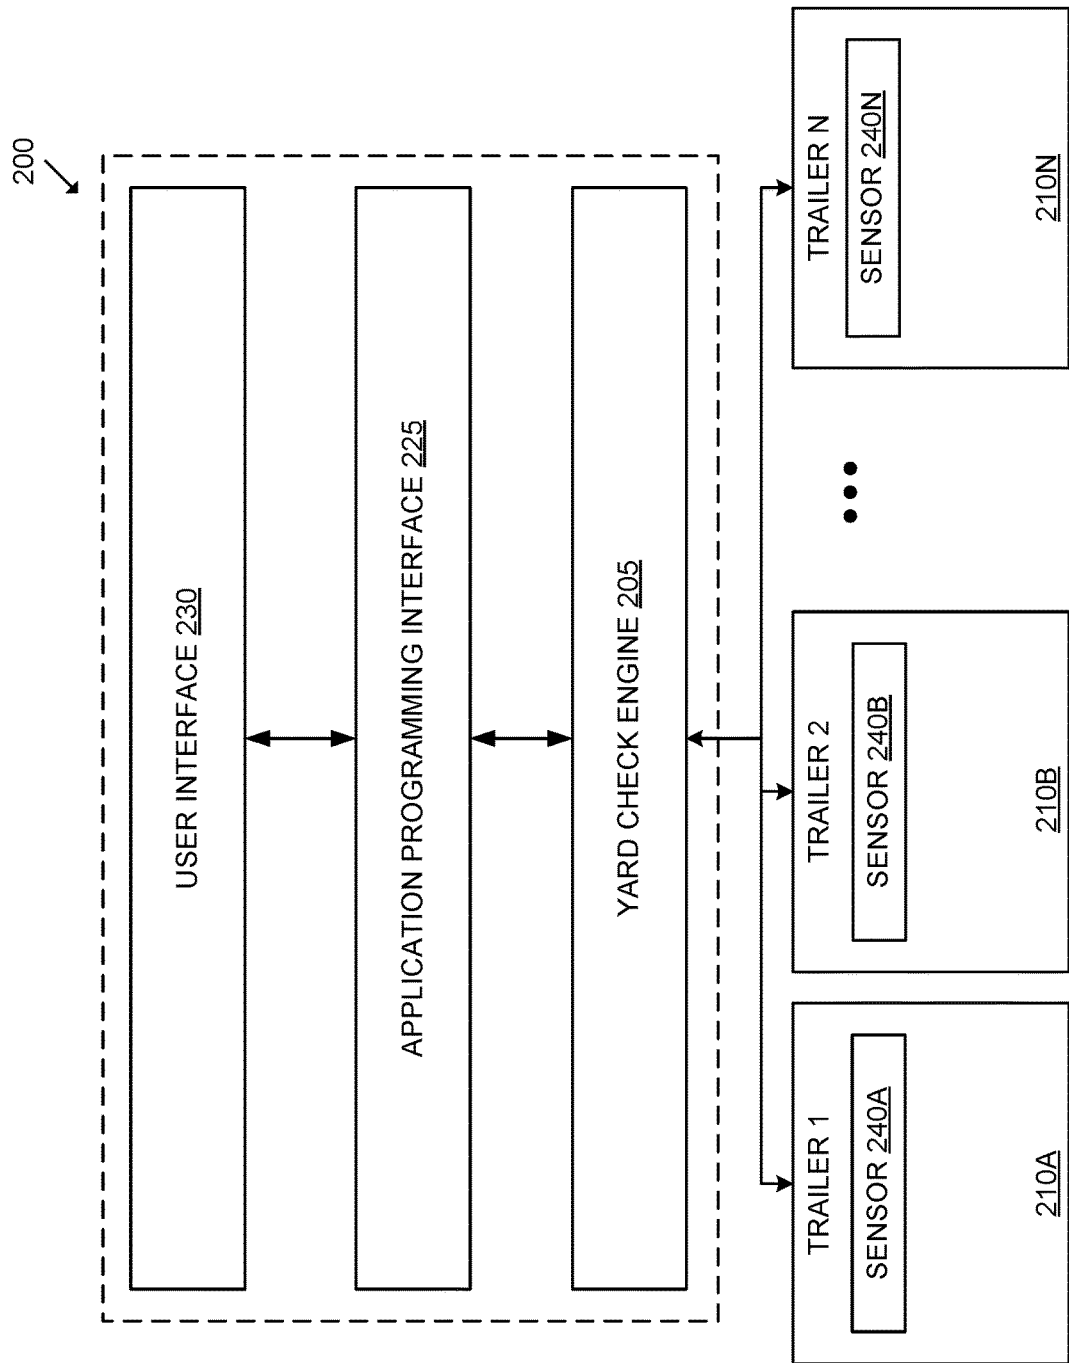 200
USER INTERFACE 230
APPLICATION PROGRAMMING INTERFACE 225
YARD CHECK ENGINE 205
TRAILER 1
SENSOR 240A
210A
TRAILER 2
SENSOR 240B
210B
TRAILER N
SENSOR 240N
210N